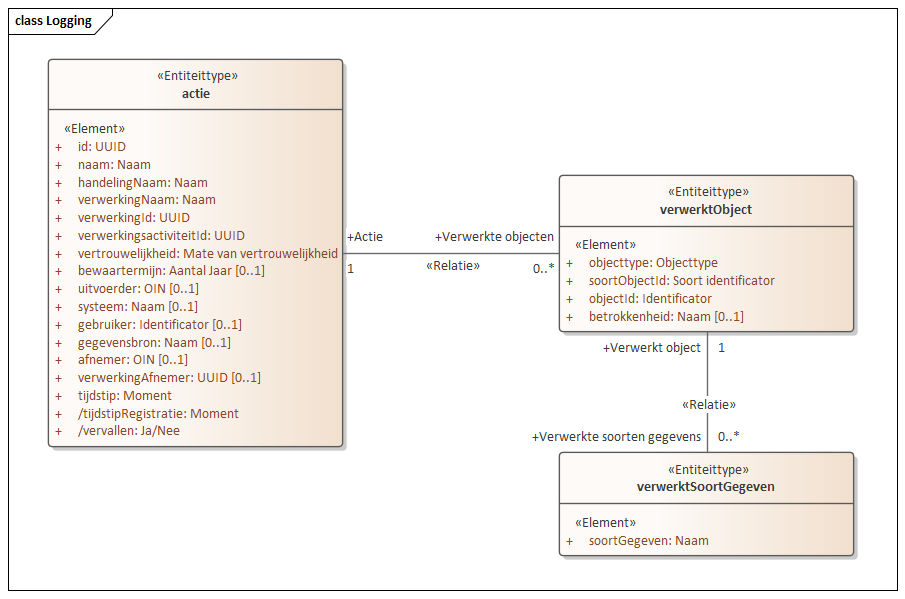 class Logging
«Entiteittype»
actie
«Element»
+ id: UUID
+ naam: Naam
+ handelingNaam: Naam
+ verwerkingNaam: Naam
+ verwerkingId: UUID
+ verwerkingsactiviteitId: UUID
+ vertrouwelijkheid: Mate van vertrouwelijkheid
+ bewaartermijn: Aantal Jaar [0..1]
+ uitvoerder: OIN [0..1]
+ systeem: Naam [0..1]
+ gebruiker: Identificator [0..1]
+ gegevensbron: Naam [0..1]
+ afnemer: OIN [0..1]
+ verwerkingAfnemer: UUID [0..1]
+ tijdstip: Moment
+ /tijdstipRegistratie: Moment
+ /vervallen: Ja/Nee
+Actie +Verwerkte objecten
1 «Relatie» 0..*
«Entiteittype»
verwerktObject
«Element»
+ objecttype: Objecttype
+ soortObjectId: Soort identificator
+ objectId: Identificator
+ betrokkenheid: Naam [0..1]
+Verwerkt object 1
«Relatie»
+Verwerkte soorten gegevens 0..*
«Entiteittype»
verwerktSoortGegeven
«Element»
+ soortGegeven: Naam